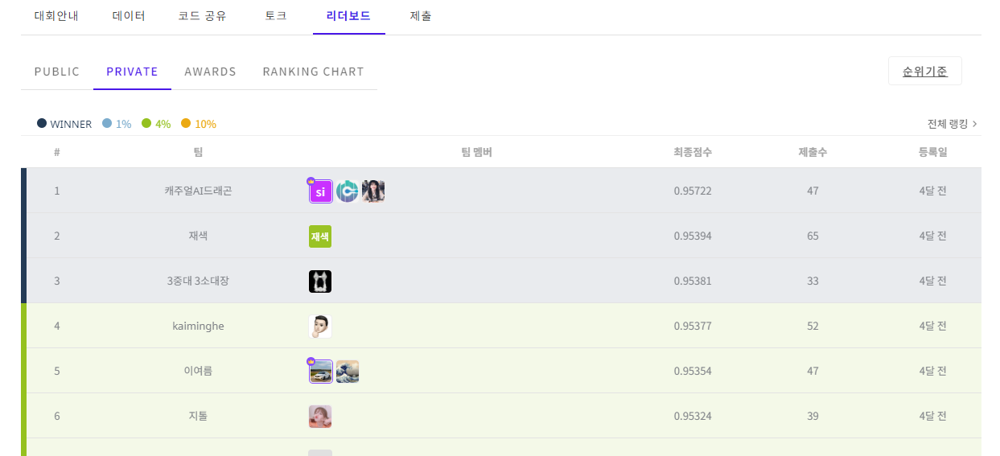 대회안내 데이터 코드 공유 토크 리더보드 제출
PUBLIC PRIVATE AWARDS RANKING CHART 순위기준
WINNER 1% 4% 10% 전체 랭킹 >
# 팀 팀 멤버 최종점수 제출수 등록일
1 캐주얼AI드래곤 si 0.95722 47 4달 전
2 재색 재색 0.95394 65 4달 전
3 3중대 3소대장 0.95381 33 4달 전
4 kaiminghe 0.95377 52 4달 전
5 이여름 0.95354 47 4달 전
6 지톨 0.95324 39 4달 전